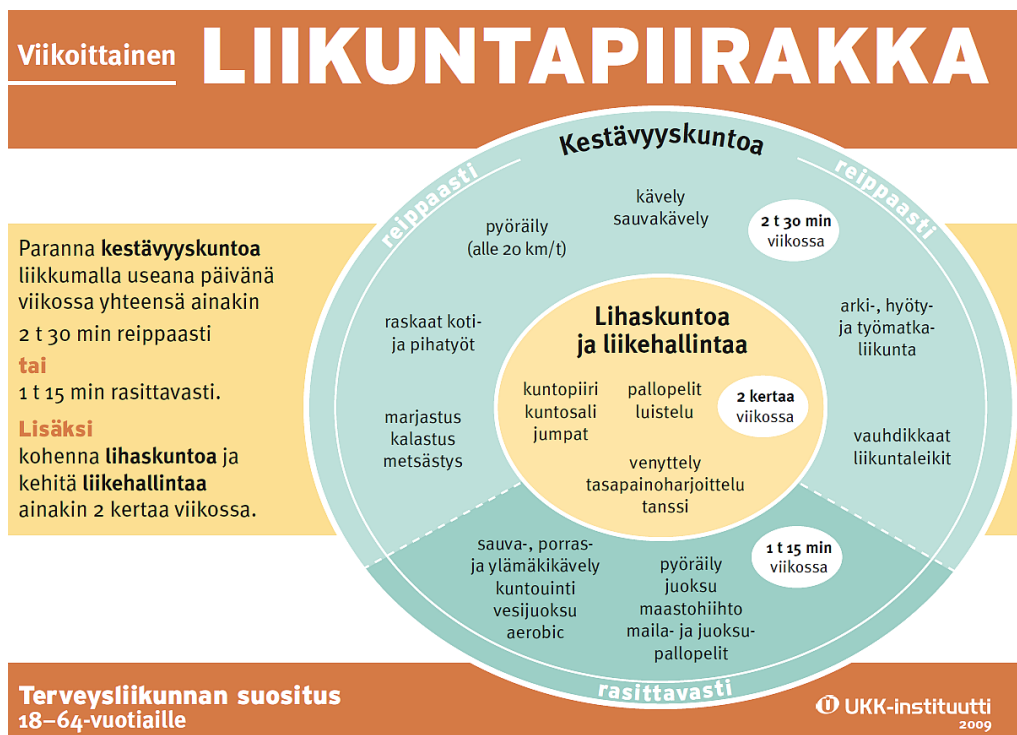 Viikoittainen LIIKUNTAPIIRAKKA
Paranna kestävyyskuntoa
liikkumalla useana päivänä
viikossa yhteensä ainakin
2 t 30 min reippaasti
tai
1 t 15 min rasittavasti.
Lisäksi
kohenna lihaskuntoa ja
kehitä liikehallintaa
ainakin 2 kertaa viikossa.
Kestävyyskuntoa
reippaasti
reippaasti
kävely
sauvakävely
2 t 30 min
viikossa
pyöräily
(alle 20 km/t)
raskaat koti-
ja pihatyöt
marjastus
kalastus
metsästys
arki-, hyöty-
ja työmatka-
liikunta
vauhdikkaat
liikuntaleikit
Lihaskuntoa
ja liikehallintaa
kuntopiiri
kuntosali
jumpat
pallopelit
luistelu
2 kertaa
viikossa
venyttely
tasapainoharjoittelu
tanssi
sauva-, porras-
ja ylämäkikävely
kuntouinti
vesijuoksu
aerobic
pyöräily
juoksu
maastohiihto
maila- ja juoksu-
pallopelit
1 t 15 min
viikossa
rasittavasti
Terveysliikunnan suositus
18–64-vuotiaille
UKK-instituutti
2009